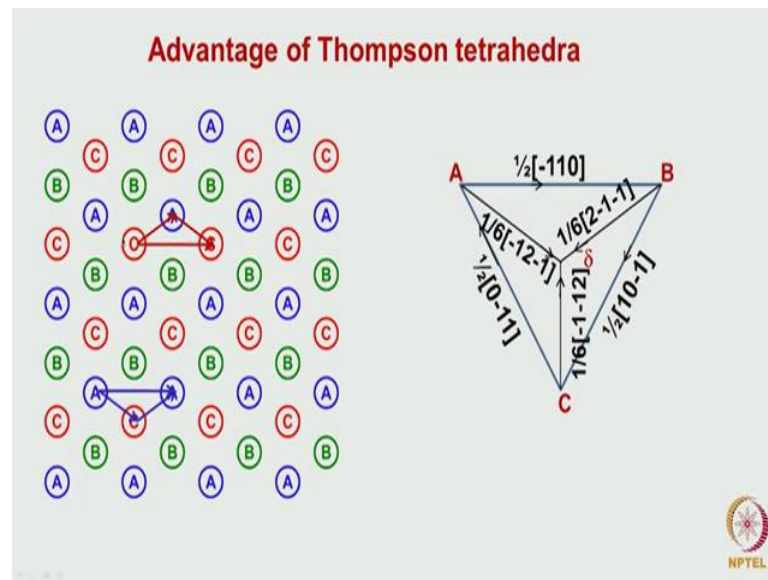 Advantage of Thompson tetrahedra
A A A A
C C C C
B B B B
A A A A
C C C C
B B B B
A A A A
C C C C
B B B B
A A A A
C C C C
B B B B
A A A A
A ½[-110] B
1/6[-12-1] 1/6[2-1-1]
δ
½[0-11] 1/6[-1-12] ½[10-1]
C
NPTEL